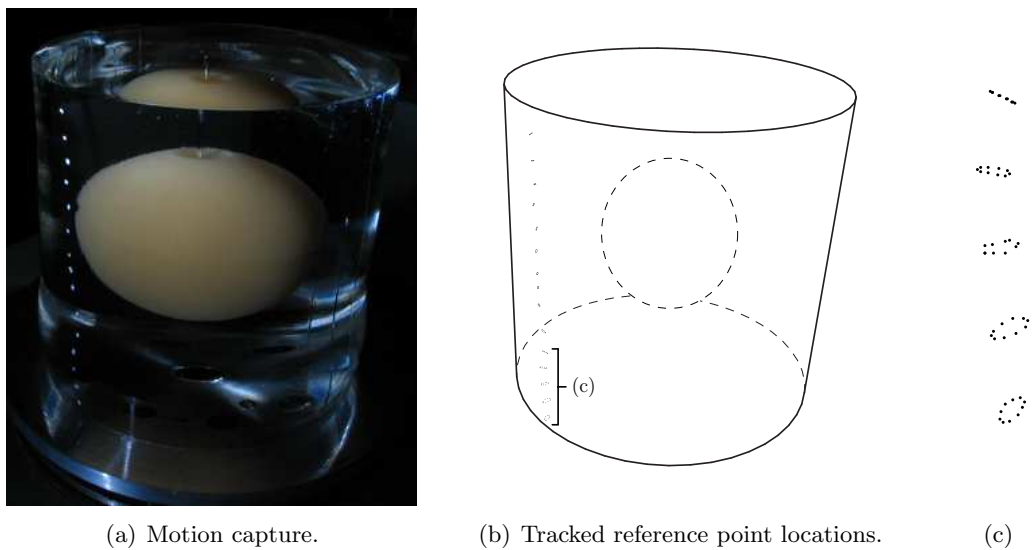 (c)
(a) Motion capture.
(b) Tracked reference point locations.
(c)